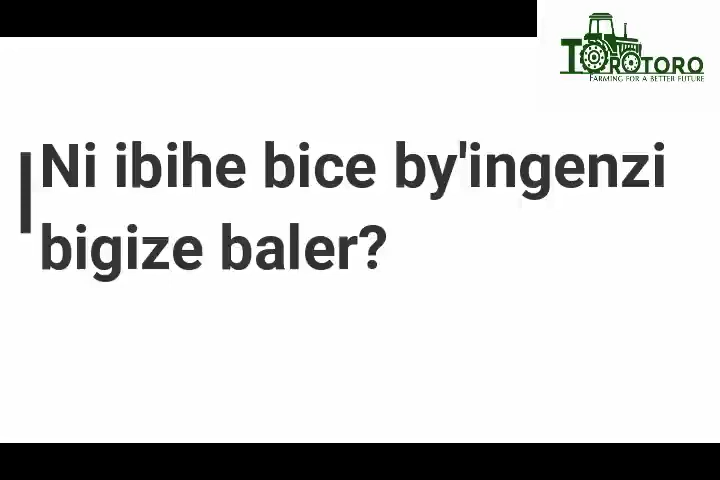 TOROTORO
FARMING FOR A BETTER FUTURE
Ni ibihe bice by'ingenzi
bigize baler?